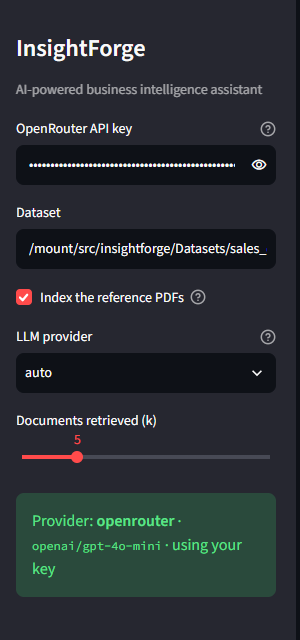 InsightForge
AI-powered business intelligence assistant
OpenRouter API key
••••••••••••••••••••••••••••••••••••••••••••
Dataset
/mount/src/insightforge/Datasets/sales_
Index the reference PDFs
LLM provider
auto
Documents retrieved (k)
5
Provider: openrouter ·
openai/gpt-4o-mini · using your
key